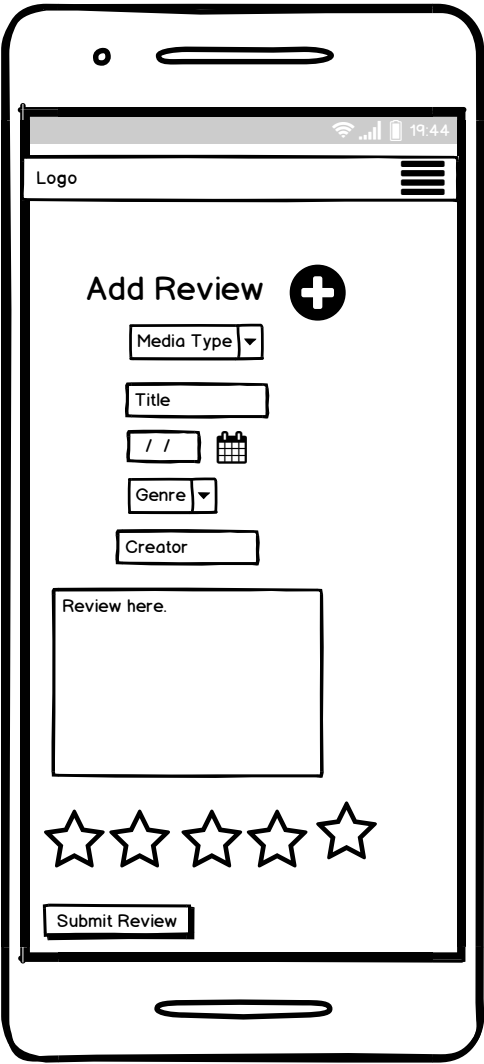 19:44
Logo
Add Review
Media Type
Title
/ /
Genre
Creator
Review here.
Submit Review